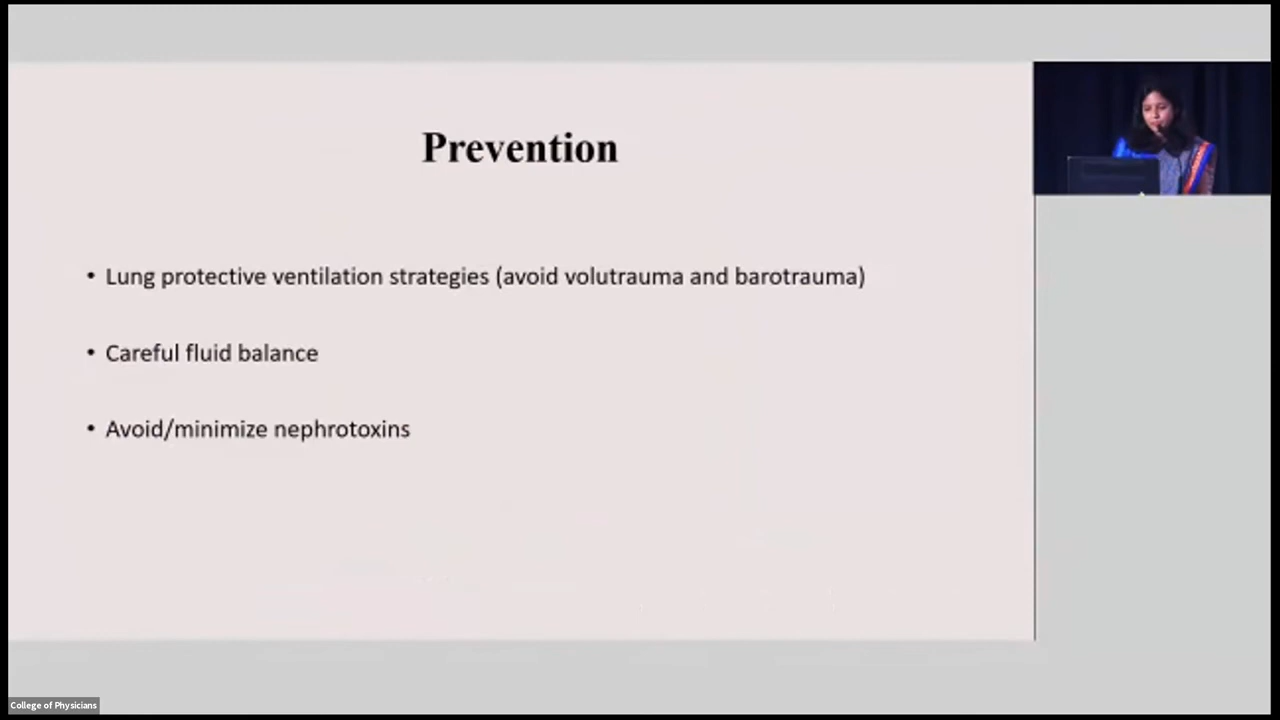 Prevention
• Lung protective ventilation strategies (avoid volutrauma and barotrauma)
• Careful fluid balance
• Avoid/minimize nephrotoxins
College of Physicians